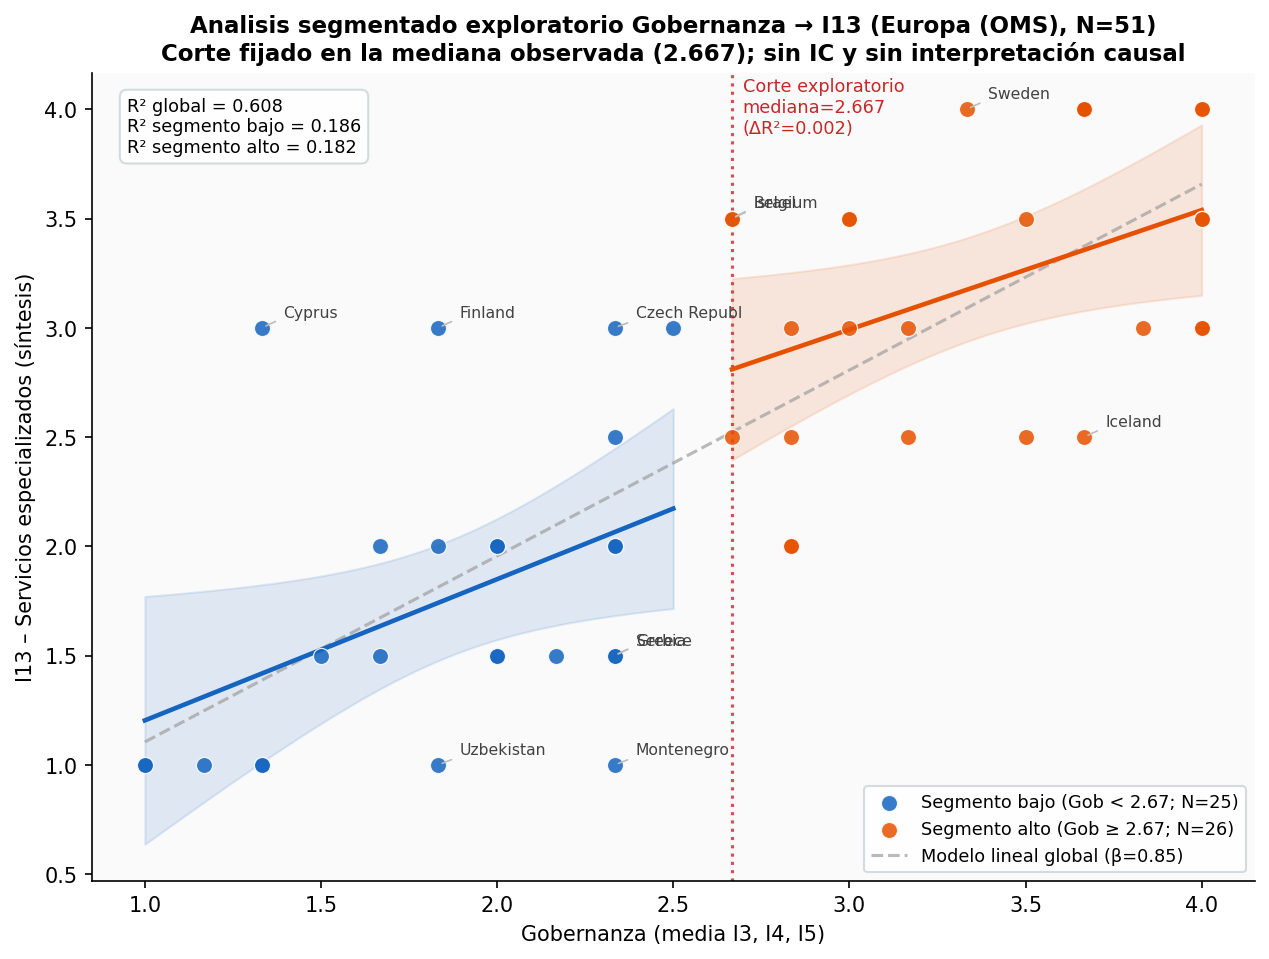 Analisis segmentado exploratorio Gobernanza → I13 (Europa (OMS), N=51)
Corte fijado en la mediana observada (2.667); sin IC y sin interpretación causal
R² global = 0.608
R² segmento bajo = 0.186
R² segmento alto = 0.182
Corte exploratorio
mediana=2.667
(ΔR²=0.002)
Sweden
Belgium
Cyprus
Finland
Czech Republ
Iceland
Greece
Uzbekistan
Montenegro
I13 – Servicios especializados (síntesis)
4.0
3.5
3.0
2.5
2.0
1.5
1.0
0.5
1.0
1.5
2.0
2.5
3.0
3.5
4.0
Gobernanza (media I3, I4, I5)
Segmento bajo (Gob < 2.67; N=25)
Segmento alto (Gob ≥ 2.67; N=26)
Modelo lineal global (β=0.85)